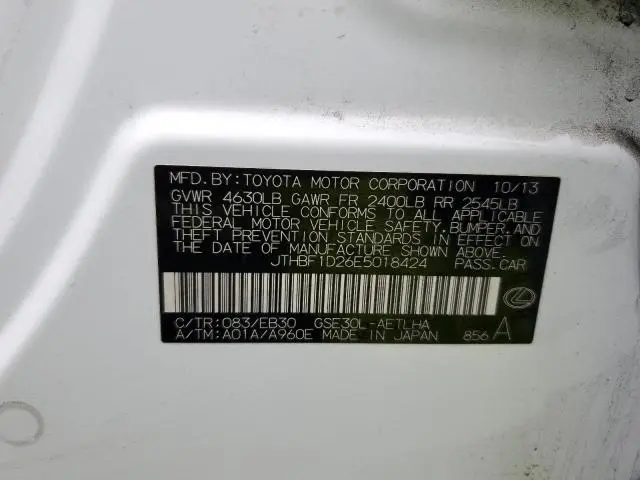 MFD. BY: TOYOTA MOTOR CORPORATION 10/13
GVWR 4630LB GAWR FR 2400LB RR 2545LB
THIS VEHICLE CONFORMS TO ALL APPLICABLE
FEDERAL MOTOR VEHICLE SAFETY, BUMPER, AND
THEFT PREVENTION STANDARDS IN EFFECT ON
THE DATE OF MANUFACTURE SHOWN ABOVE.
JTHBF1D26E5018424 PASS. CAR
C/TR: 083/EB30 GSE30L-AETLHA
A/TM: A01A/A960E MADE IN JAPAN 856 A